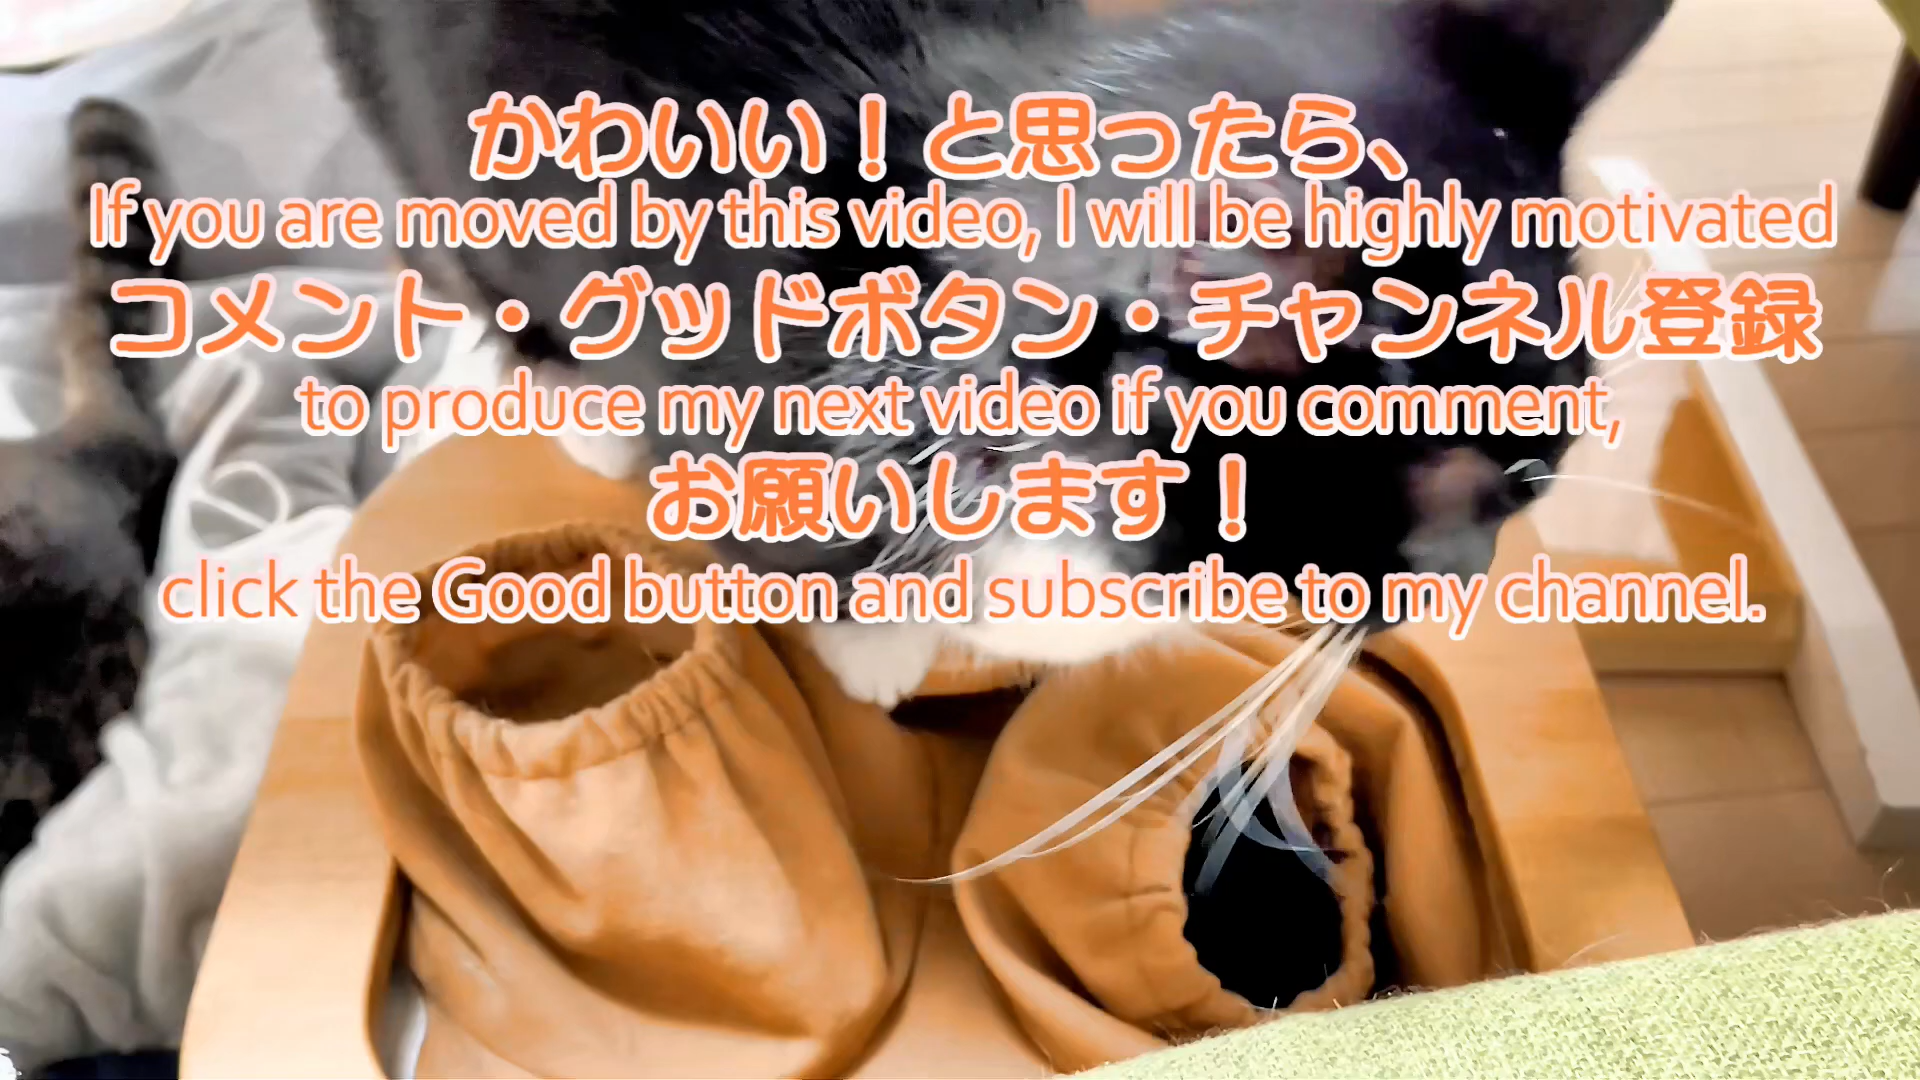 かわいい！と思ったら、
If you are moved by this video, I will be highly motivated
コメント・グッドボタン・チャンネル登録
to produce my next video if you comment,
お願いします！
click the Good button and subscribe to my channel.